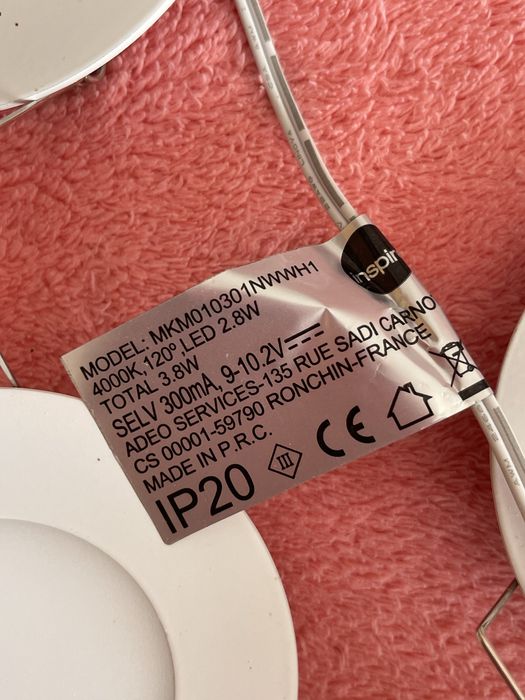 inspir
MODEL: MKM010301NWWH1
4000K,120°,LED 2.8W
TOTAL 3.8W
SELV 300mA, 9-10.2V
ADEO SERVICES-135 RUE SADI CARNO
CS 00001-59790 RONCHIN-FRANCE
MADE IN P.R.C.
IP20
III
CE